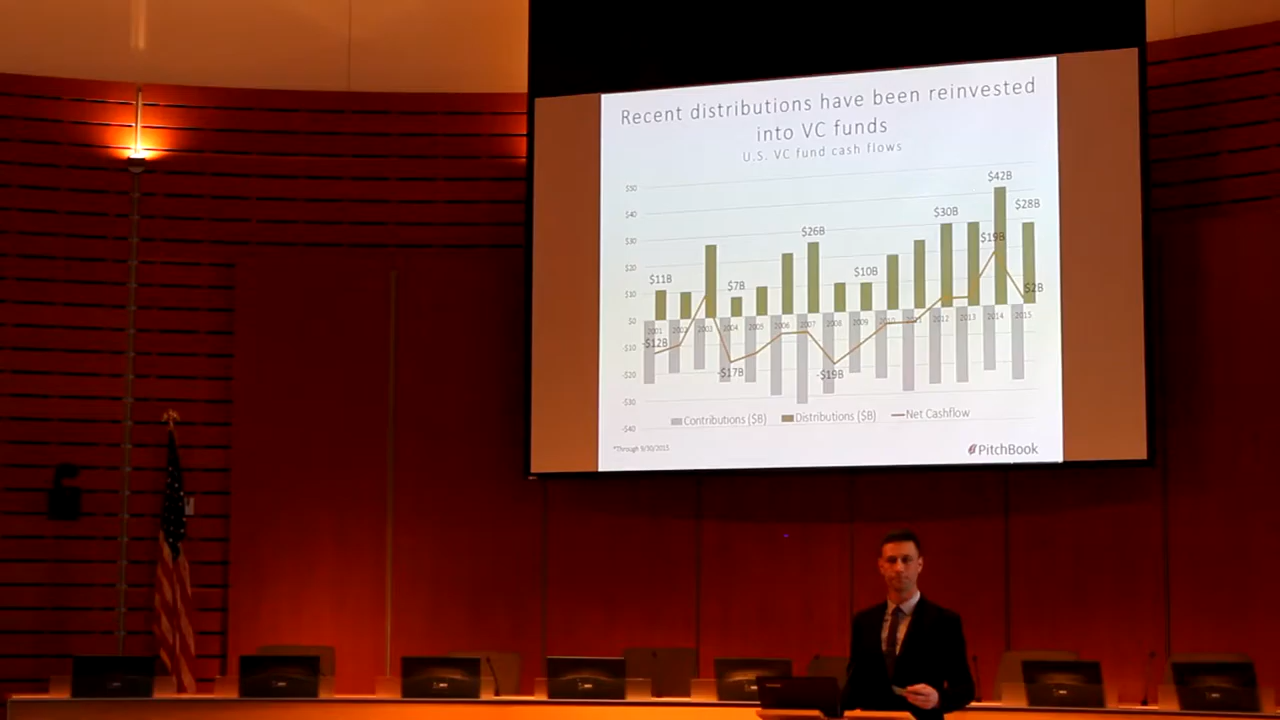 Recent distributions have been reinvested
into VC funds
U.S. VC fund cash flows
$50
$40
$30
$20
$10
$0
-$10
-$20
-$30
-$40
$11B
$7B
$26B
$10B
$30B
$42B
$28B
$19B
$2B
2001 2002 2003 2004 2005 2006 2007 2008 2009 2010 2011 2012 2013 2014 2015
-$12B
-$17B
-$19B
Contributions ($B) Distributions ($B) Net Cashflow
*Through 9/30/2015
PitchBook